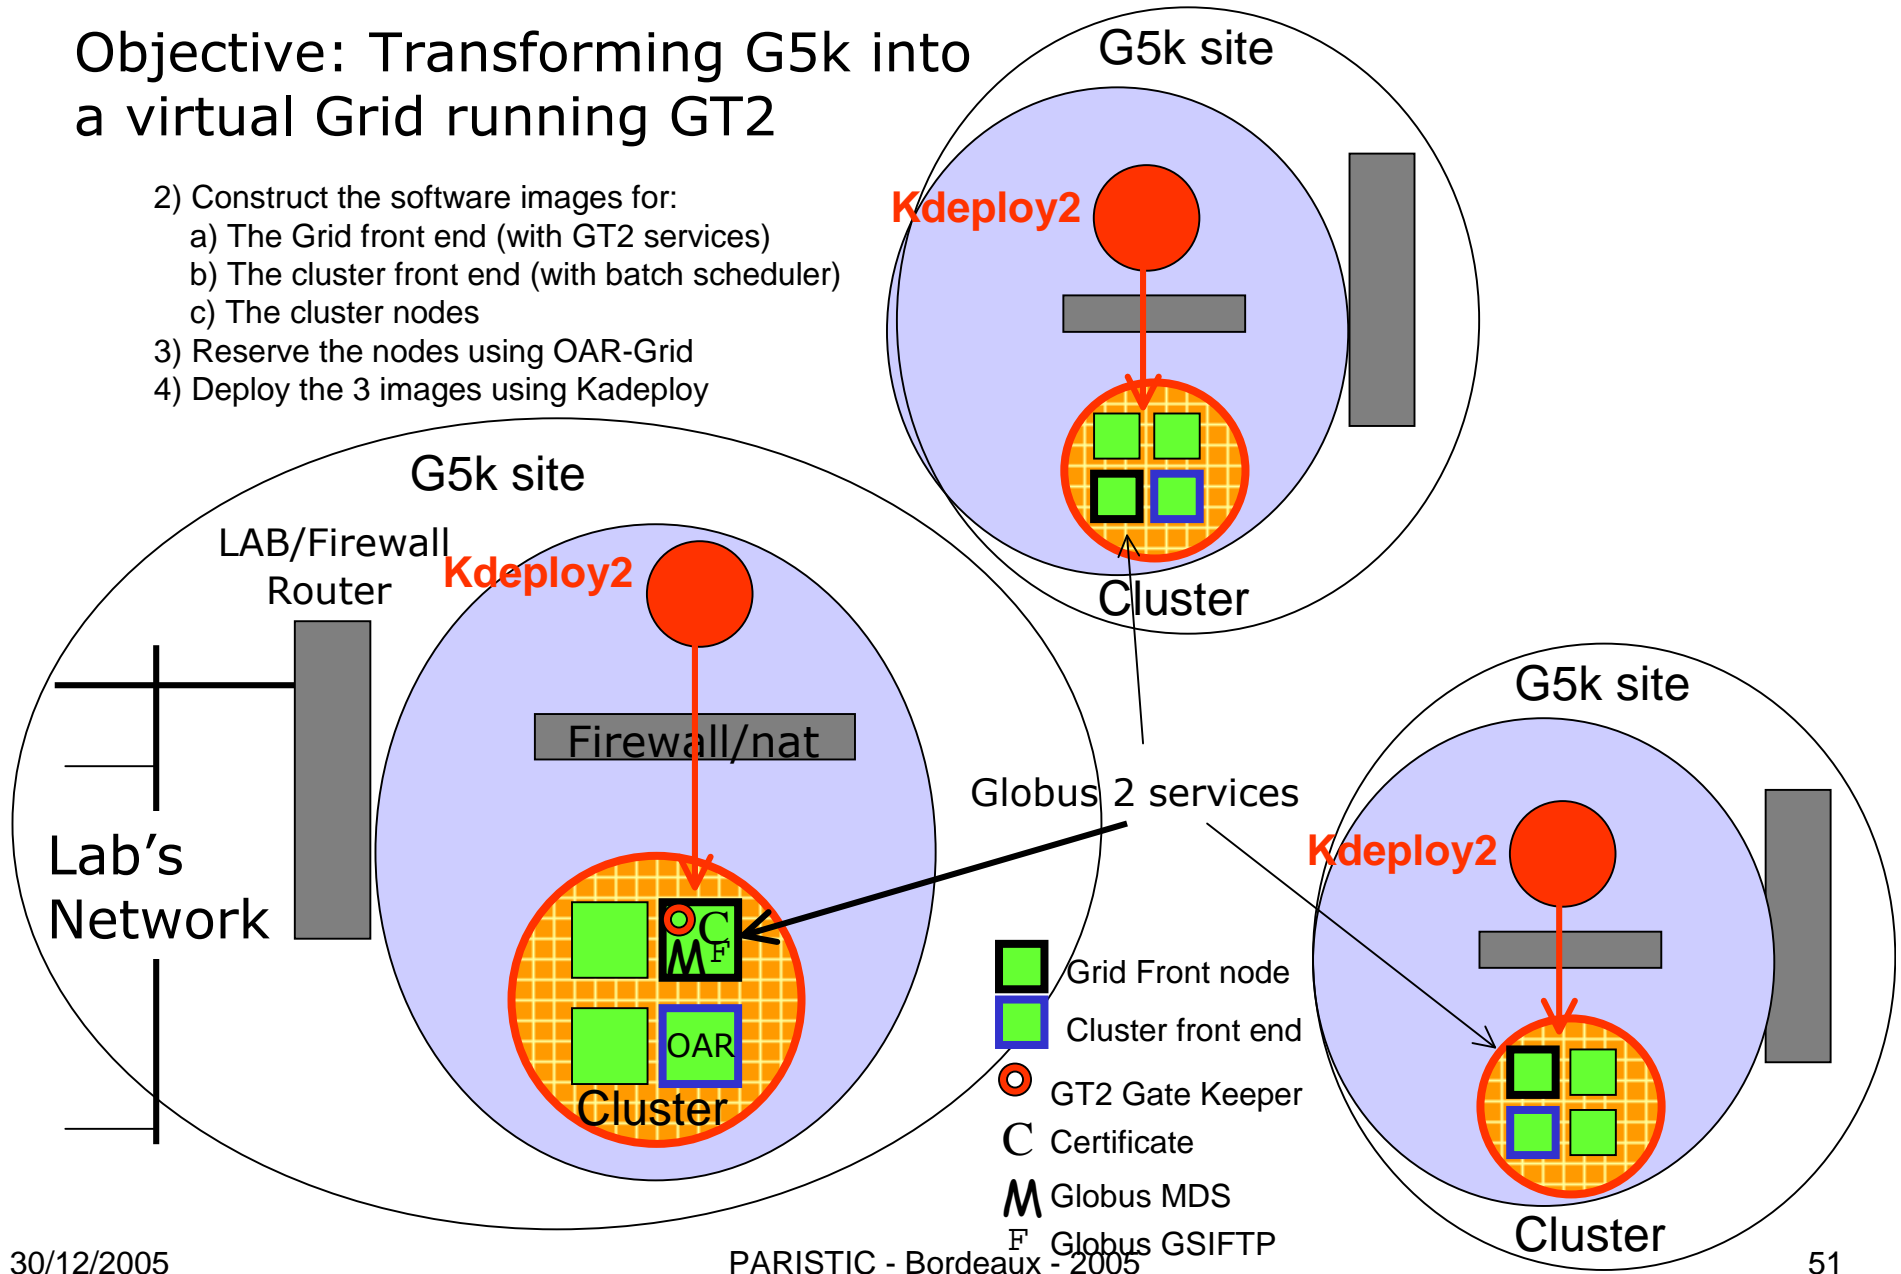 Objective: Transforming G5k into
a virtual Grid running GT2
2) Construct the software images for:
a) The Grid front end (with GT2 services)
b) The cluster front end (with batch scheduler)
c) The cluster nodes
3) Reserve the nodes using OAR-Grid
4) Deploy the 3 images using Kadeploy
G5k site
Kdeploy2
Cluster
G5k site
LAB/Firewall
Router
Kdeploy2
Firewall/nat
Lab’s
Network
C
M F
OAR
Cluster
Globus 2 services
G5k site
Kdeploy2
Cluster
Grid Front node
Cluster front end
GT2 Gate Keeper
C Certificate
M Globus MDS
F Globus GSIFTP
30/12/2005
PARISTIC - Bordeaux - 2005
51